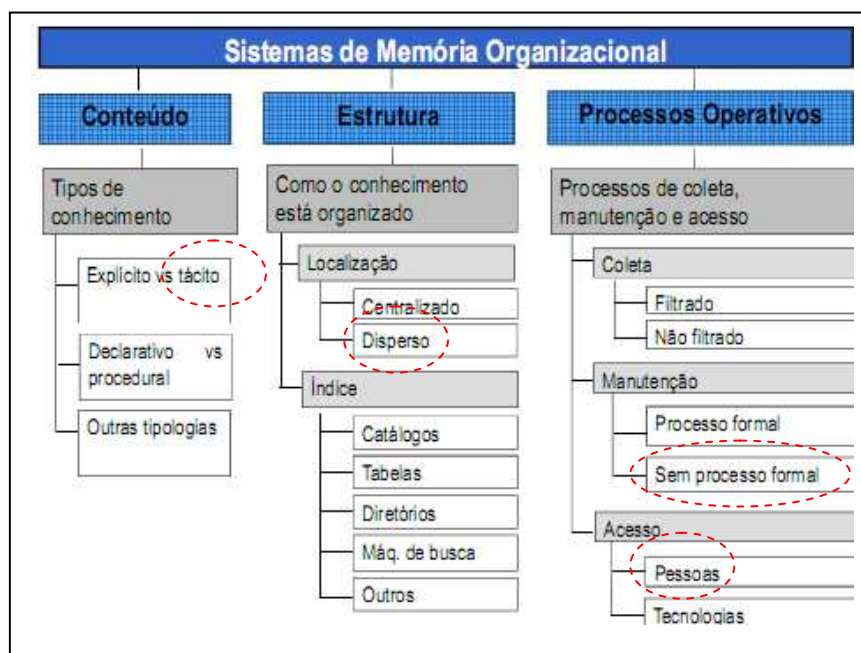 Sistemas de Memória Organizacional
Conteúdo
Tipos de
conhecimento
Explícito vs tácito
Declarativo vs
procedural
Outras tipologias
Estrutura
Como o conhecimento
está organizado
Localização
Centralizado
Disperso
Índice
Catálogos
Tabelas
Diretórios
Máq. de busca
Outros
Processos Operativos
Processos de coleta,
manutenção e acesso
Coleta
Filtrado
Não filtrado
Manutenção
Processo formal
Sem processo formal
Acesso
Pessoas
Tecnologias